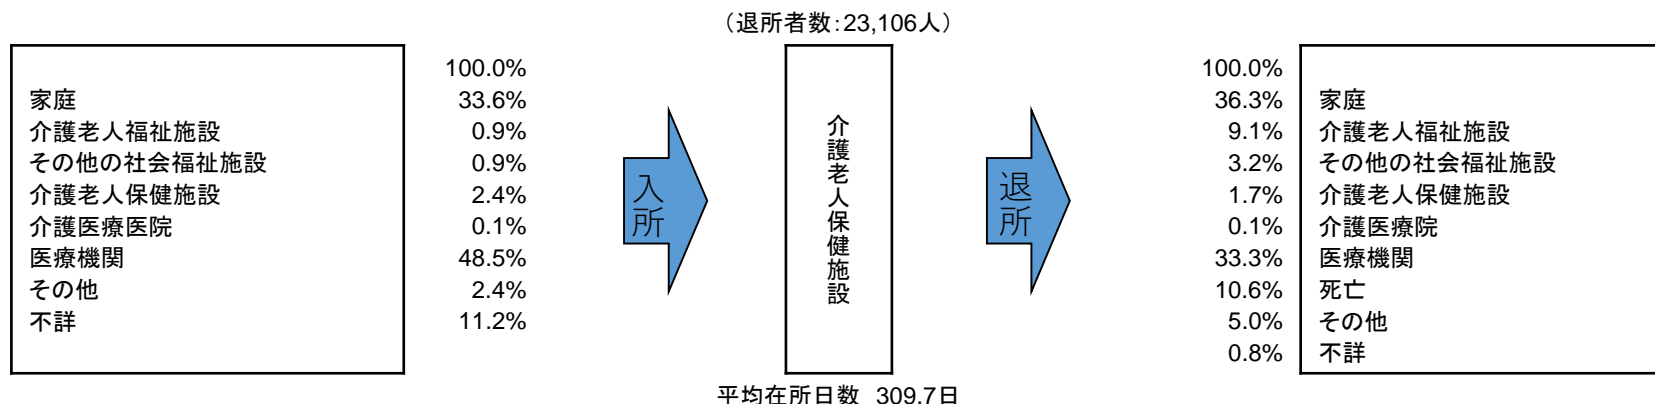 （退所者数：23,106人）
100.0%
家庭 33.6%
介護老人福祉施設 0.9%
その他の社会福祉施設 0.9%
介護老人保健施設 2.4%
介護医療医院 0.1%
医療機関 48.5%
その他 2.4%
不詳 11.2%
入所
介護老人保健施設
退所
100.0%
36.3% 家庭
9.1% 介護老人福祉施設
3.2% その他の社会福祉施設
1.7% 介護老人保健施設
0.1% 介護医療院
33.3% 医療機関
10.6% 死亡
5.0% その他
0.8% 不詳
平均在所日数 309.7日